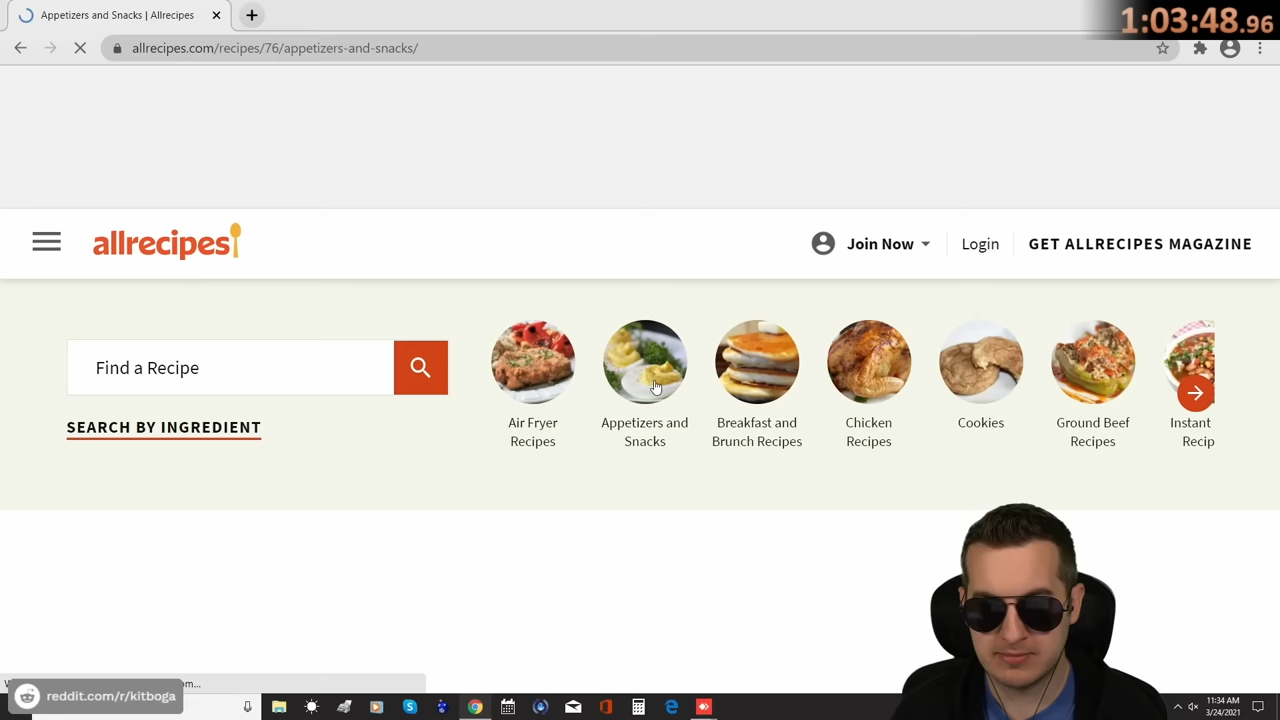 Appetizers and Snacks | Allrecipes
1:03:48.96
allrecipes.com/recipes/76/appetizers-and-snacks/
allrecipes
Join Now
Login
GET ALLRECIPES MAGAZINE
Find a Recipe
SEARCH BY INGREDIENT
Air Fryer
Recipes
Appetizers and
Snacks
Breakfast and
Brunch Recipes
Chicken
Recipes
Cookies
Ground Beef
Recipes
Instant
Recip
reddit.com/r/kitboga
11:34 AM
3/24/2021